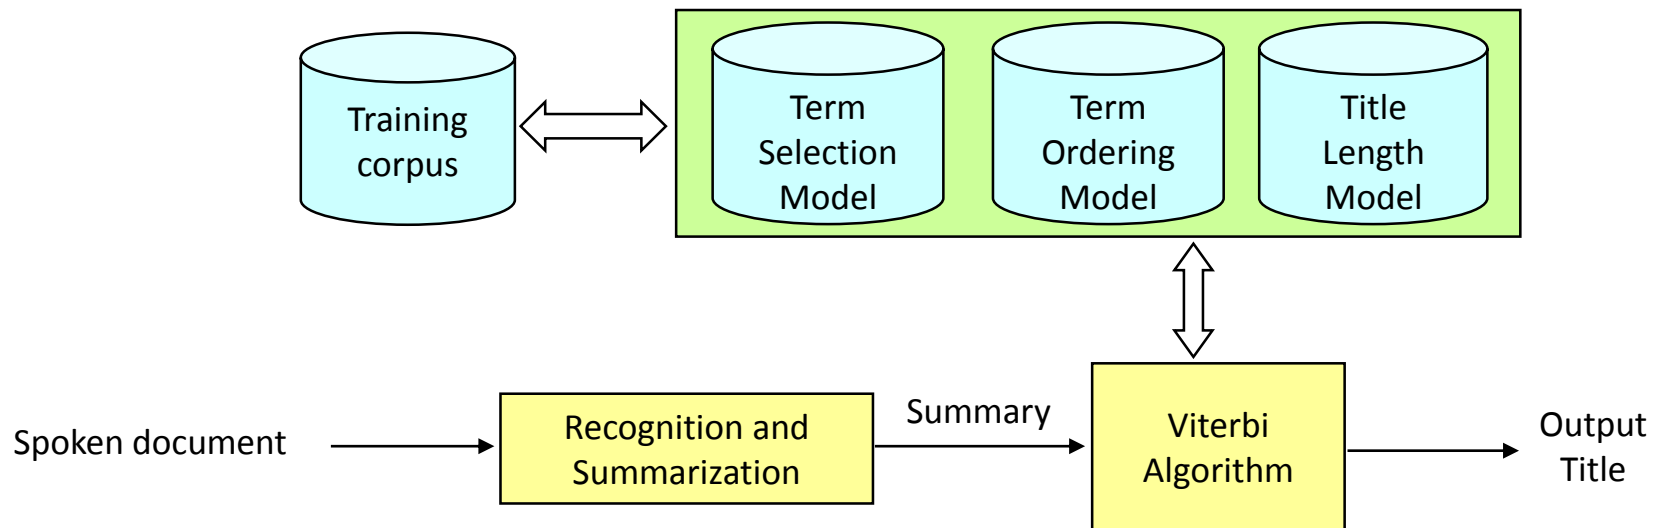 Training
corpus
Term
Selection
Model
Term
Ordering
Model
Title
Length
Model
Spoken document
Recognition and
Summarization
Summary
Viterbi
Algorithm
Output
Title